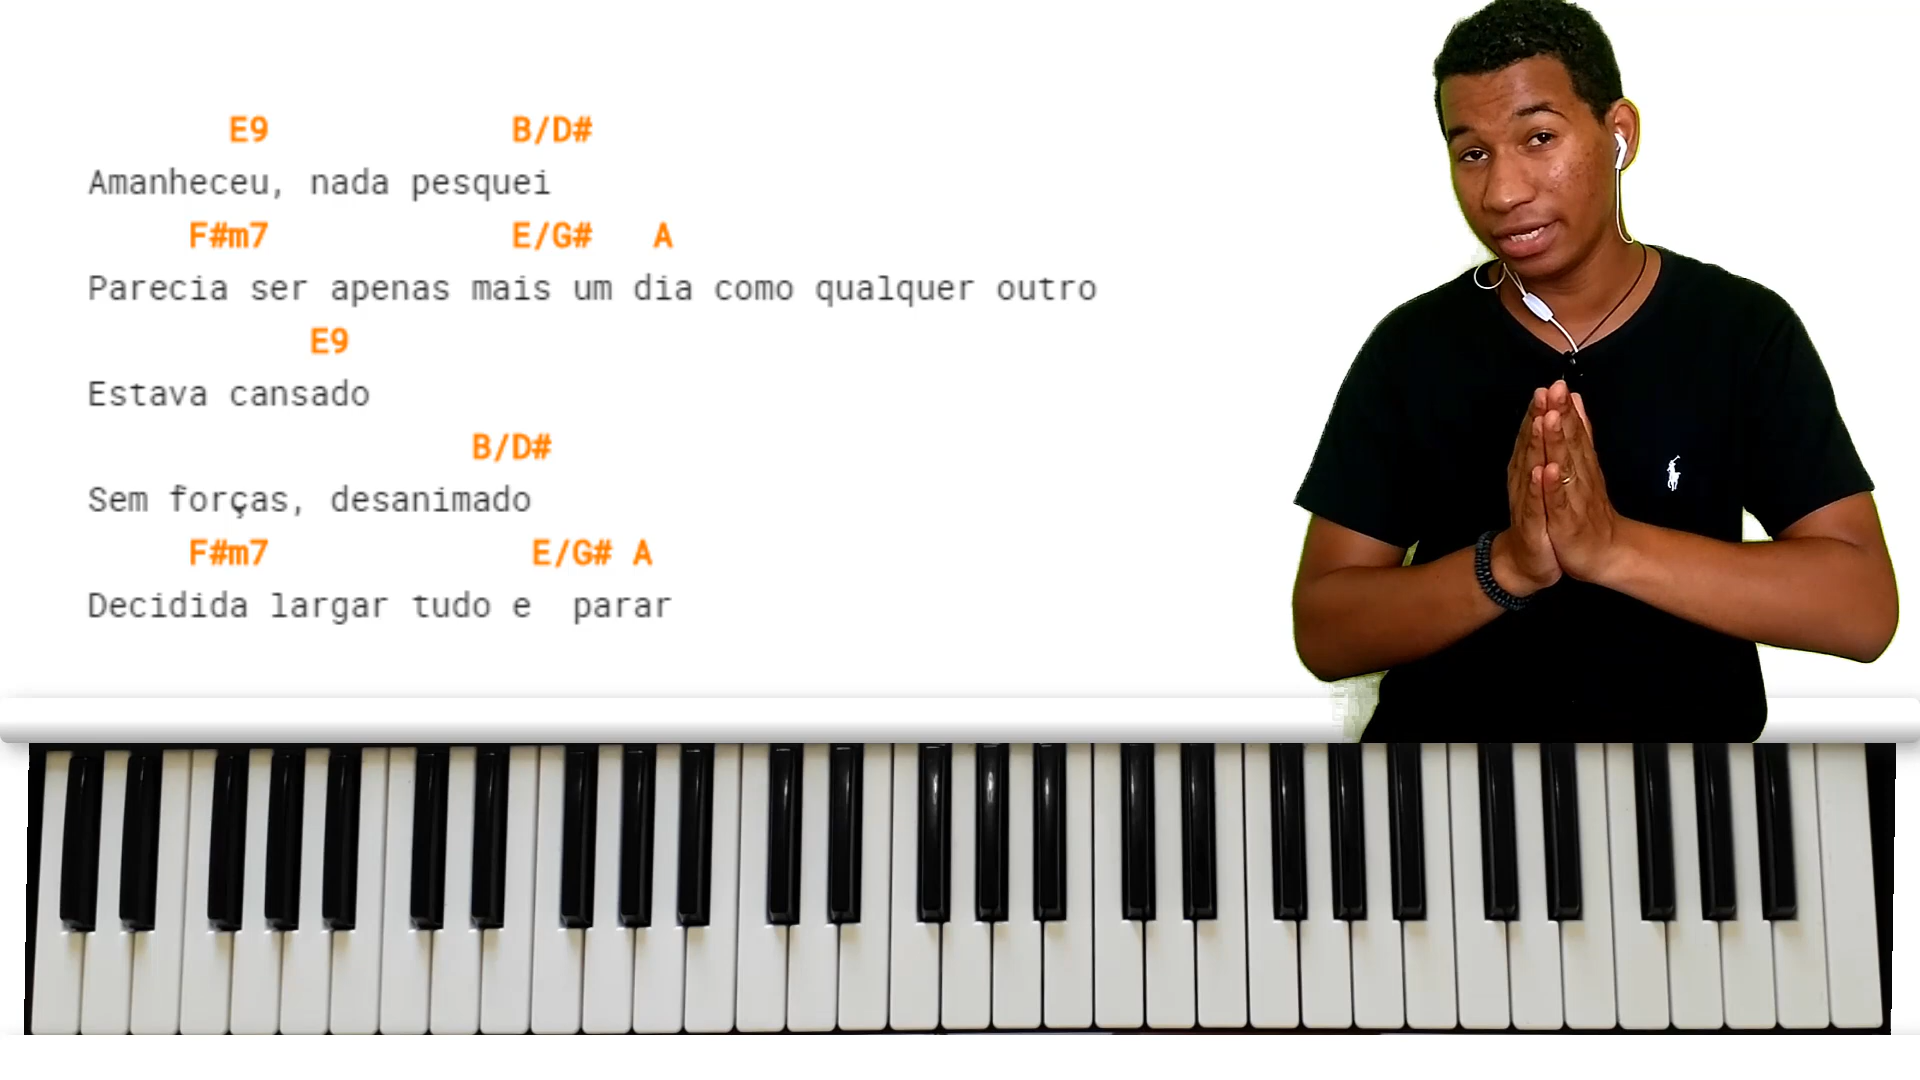 E9 B/D#
Amanheceu, nada pesquei
F#m7 E/G# A
Parecia ser apenas mais um dia como qualquer outro
E9
Estava cansado
B/D#
Sem forças, desanimado
F#m7 E/G# A
Decidida largar tudo e parar